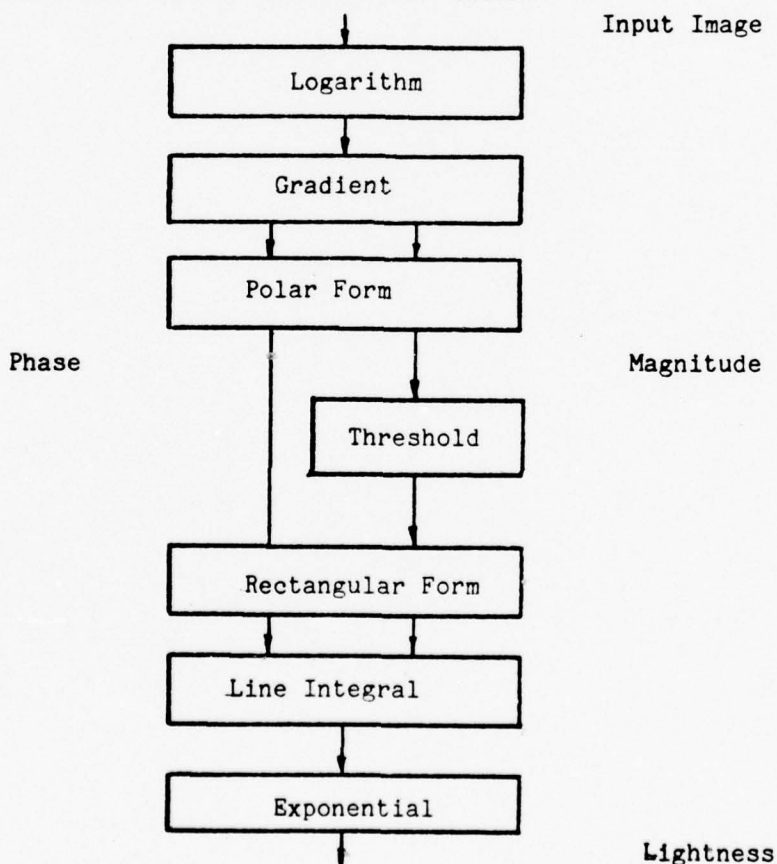 Input Image
Logarithm
Gradient
Polar Form
Phase
Magnitude
Threshold
Rectangular Form
Line Integral
Exponential
Lightness